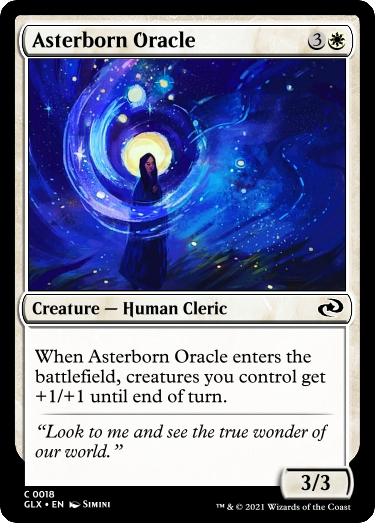 Asterborn Oracle 3
Creature — Human Cleric
When Asterborn Oracle enters the
battlefield, creatures you control get
+1/+1 until end of turn.
“Look to me and see the true wonder of
our world.”
3/3
C 0018
GLX • EN Simini
™ & © 2021 Wizards of the Coast